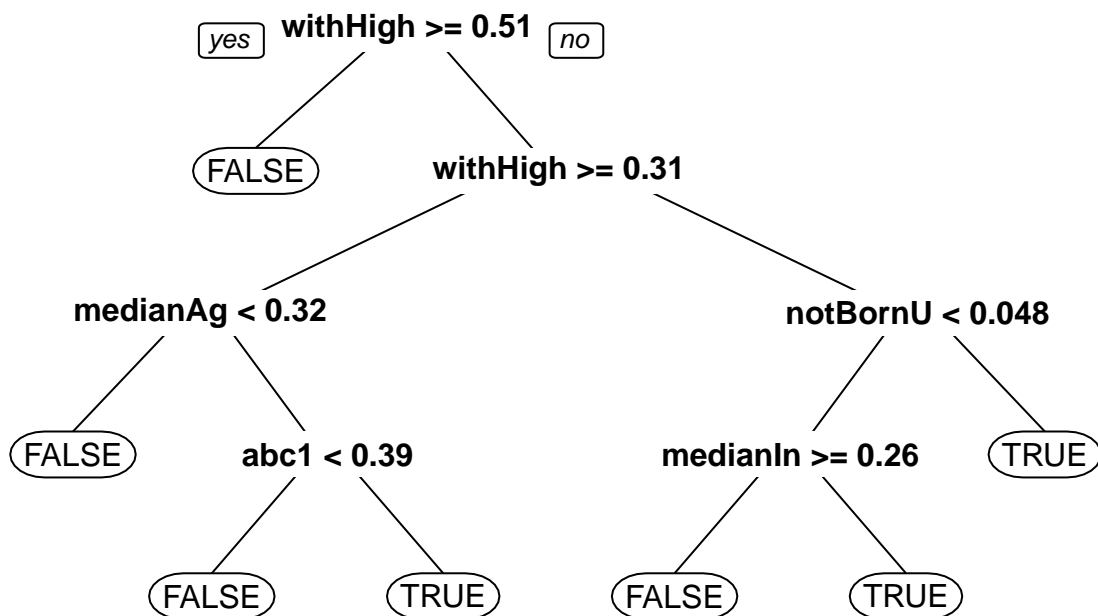 yes withHigh >= 0.51 no
FALSE withHigh >= 0.31
medianAg < 0.32 notBornU < 0.048
FALSE abc1 < 0.39 medianIn >= 0.26 TRUE
FALSE TRUE FALSE TRUE